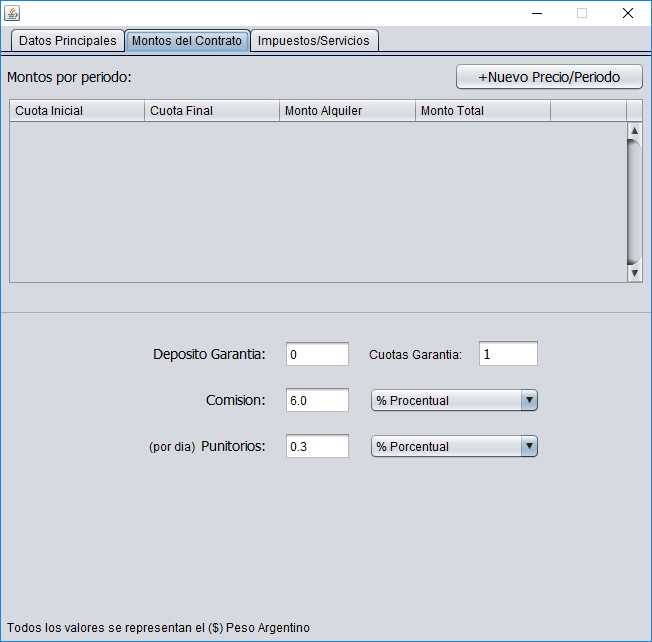 Datos Principales Montos del Contrato Impuestos/Servicios
Montos por periodo: +Nuevo Precio/Periodo
Cuota Inicial Cuota Final Monto Alquiler Monto Total
Deposito Garantia: 0 Cuotas Garantia: 1
Comision: 6.0 % Procentual
(por dia) Punitorios: 0.3 % Porcentual
Todos los valores se representan el ($) Peso Argentino